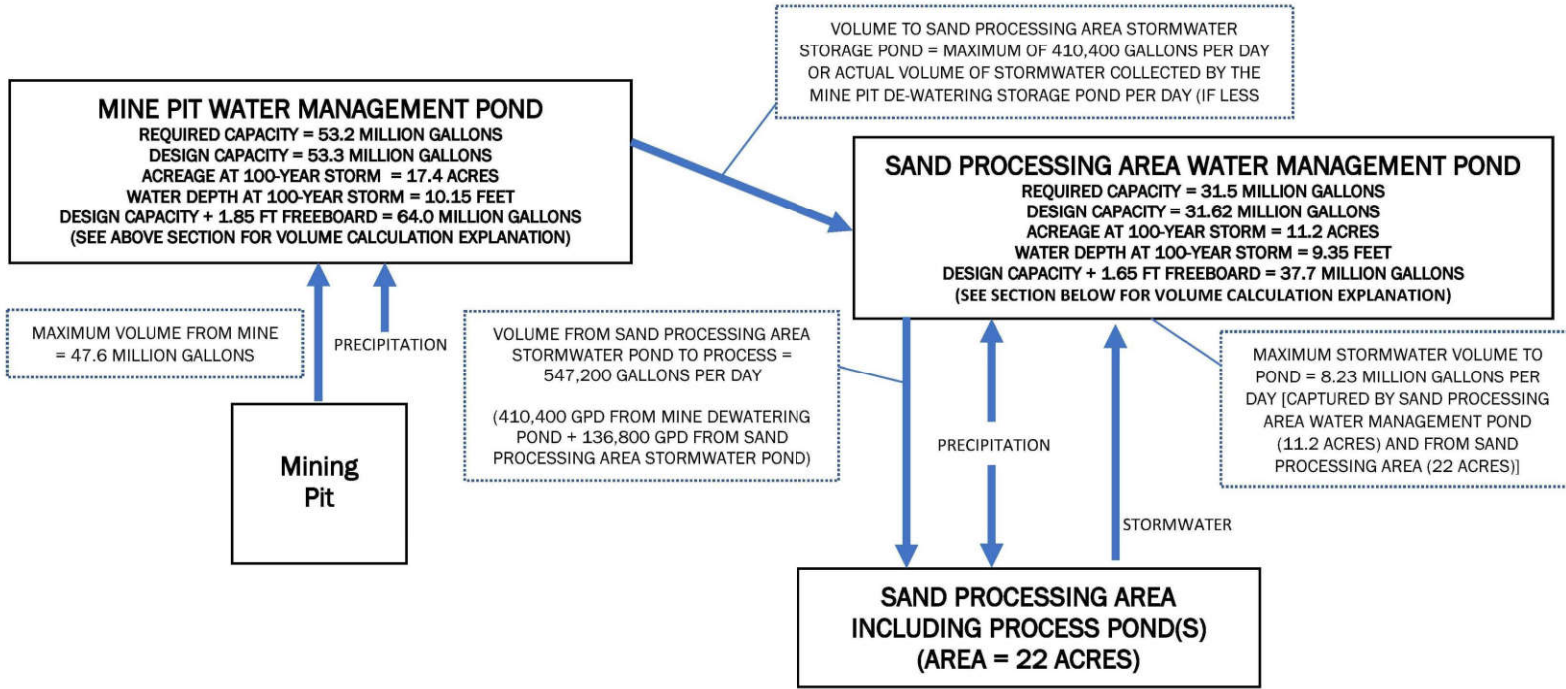 VOLUME TO SAND PROCESSING AREA STORMWATER
STORAGE POND = MAXIMUM OF 410,400 GALLONS PER DAY
OR ACTUAL VOLUME OF STORMWATER COLLECTED BY THE
MINE PIT DE-WATERING STORAGE POND PER DAY (IF LESS
MINE PIT WATER MANAGEMENT POND
REQUIRED CAPACITY = 53.2 MILLION GALLONS
DESIGN CAPACITY = 53.3 MILLION GALLONS
ACREAGE AT 100-YEAR STORM = 17.4 ACRES
WATER DEPTH AT 100-YEAR STORM = 10.15 FEET
DESIGN CAPACITY + 1.85 FT FREEBOARD = 64.0 MILLION GALLONS
(SEE ABOVE SECTION FOR VOLUME CALCULATION EXPLANATION)
SAND PROCESSING AREA WATER MANAGEMENT POND
REQUIRED CAPACITY = 31.5 MILLION GALLONS
DESIGN CAPACITY = 31.62 MILLION GALLONS
ACREAGE AT 100-YEAR STORM = 11.2 ACRES
WATER DEPTH AT 100-YEAR STORM = 9.35 FEET
DESIGN CAPACITY + 1.65 FT FREEBOARD = 37.7 MILLION GALLONS
(SEE SECTION BELOW FOR VOLUME CALCULATION EXPLANATION)
MAXIMUM VOLUME FROM MINE
= 47.6 MILLION GALLONS
PRECIPITATION
VOLUME FROM SAND PROCESSING AREA
STORMWATER POND TO PROCESS =
547,200 GALLONS PER DAY
(410,400 GPD FROM MINE DEWATERING
POND + 136,800 GPD FROM SAND
PROCESSING AREA STORMWATER POND)
MAXIMUM STORMWATER VOLUME TO
POND = 8.23 MILLION GALLONS PER
DAY [CAPTURED BY SAND PROCESSING
AREA WATER MANAGEMENT POND
(11.2 ACRES) AND FROM SAND
PROCESSING AREA (22 ACRES)]
Mining
Pit
PRECIPITATION
STORMWATER
SAND PROCESSING AREA
INCLUDING PROCESS POND(S)
(AREA = 22 ACRES)